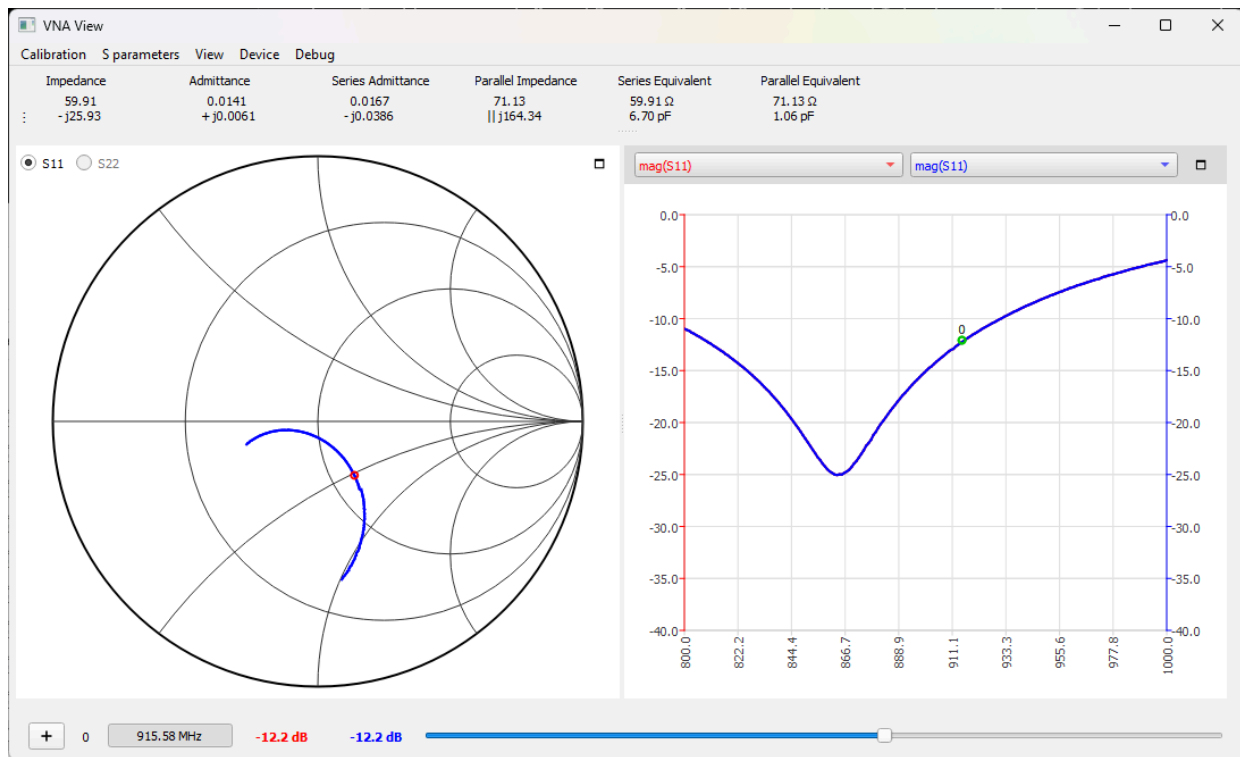 VNA View
Calibration S parameters View Device Debug
Impedance Admittance Series Admittance Parallel Impedance Series Equivalent Parallel Equivalent
59.91 0.0141 0.0167 71.13 59.91 Ω 71.13 Ω
- j25.93 + j0.0061 - j0.0386 || j164.34 6.70 pF 1.06 pF
S11 S22
mag(S11) mag(S11)
0.0 0.0
-5.0 -5.0
-10.0 -10.0
0
-15.0 -15.0
-20.0 -20.0
-25.0 -25.0
-30.0 -30.0
-35.0 -35.0
-40.0 -40.0
800.0 822.2 844.4 866.7 888.9 911.1 933.3 955.6 977.8 1000.0
+ 0 915.58 MHz -12.2 dB -12.2 dB